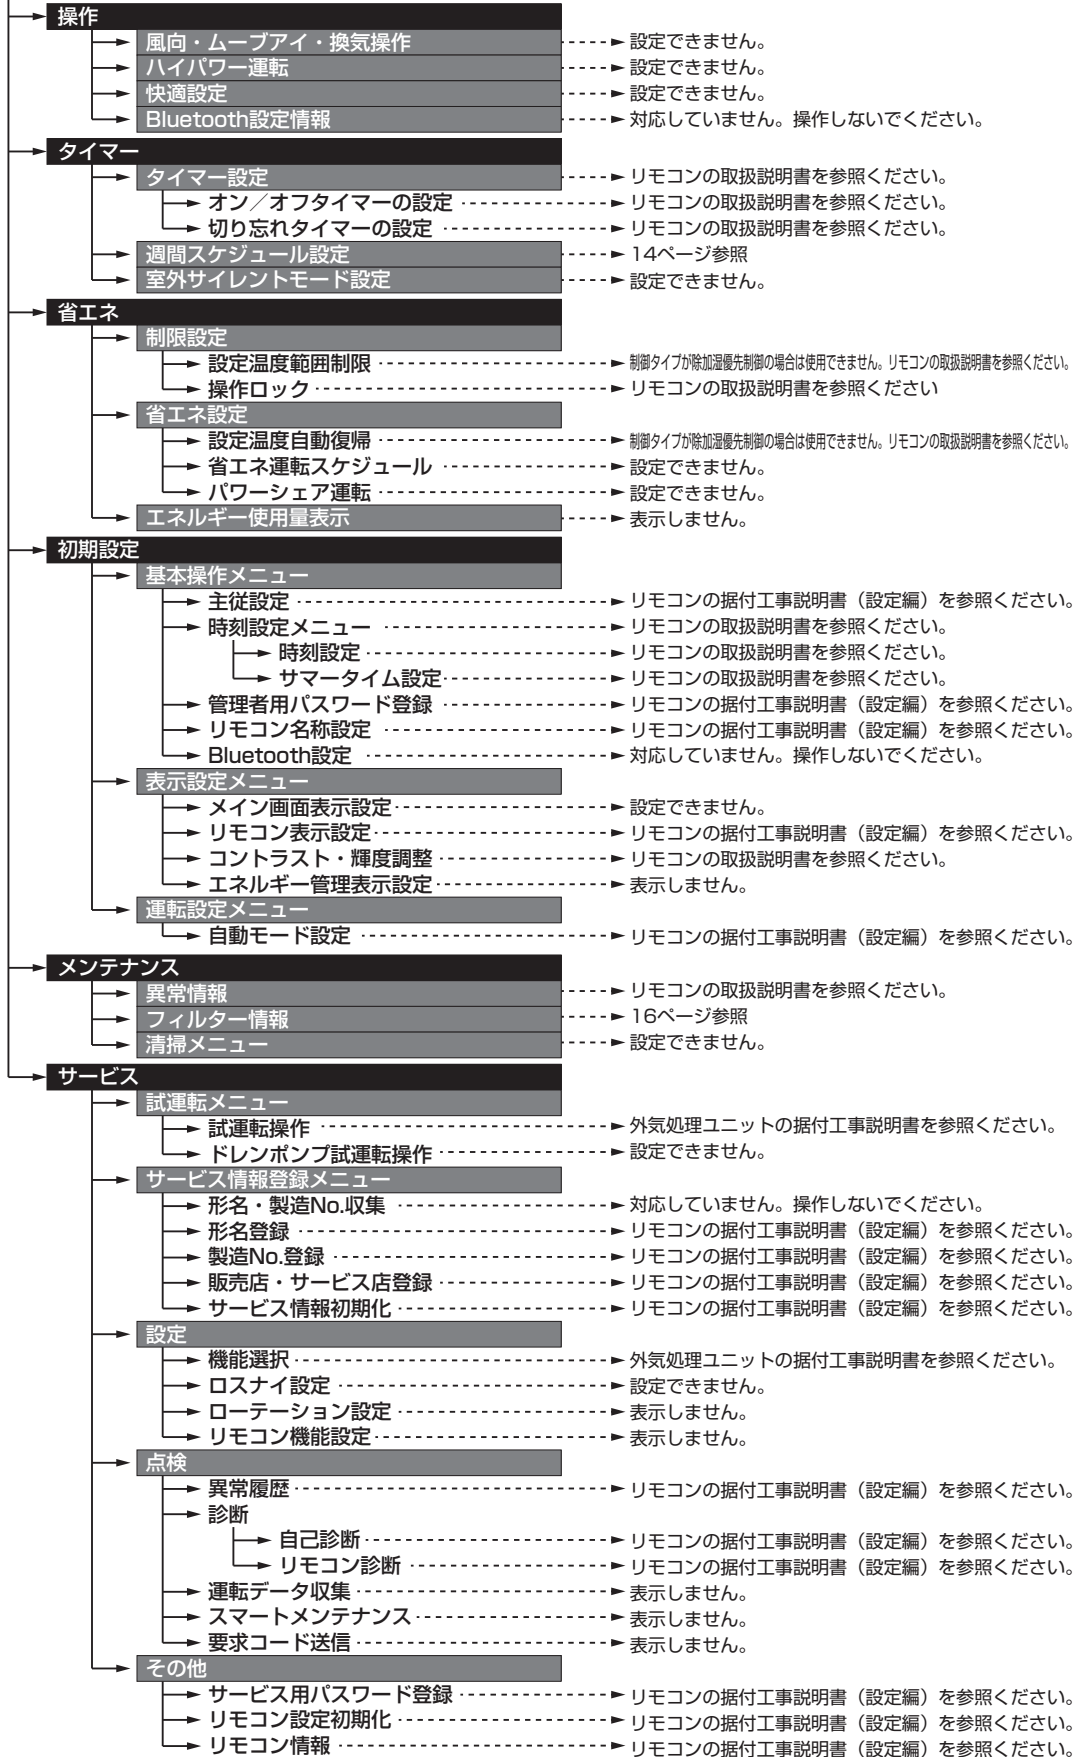 操作
風向・ムーブアイ・換気操作 設定できません。
ハイパワー運転 設定できません。
快適設定 設定できません。
Bluetooth設定情報 対応していません。操作しないでください。
タイマー
タイマー設定 リモコンの取扱説明書を参照ください。
オン／オフタイマーの設定 リモコンの取扱説明書を参照ください。
切り忘れタイマーの設定 リモコンの取扱説明書を参照ください。
週間スケジュール設定 14ページ参照
室外サイレントモード設定 設定できません。
省エネ
制限設定
設定温度範囲制限 制御タイプが除加湿優先制御の場合は使用できません。リモコンの取扱説明書を参照ください。
操作ロック リモコンの取扱説明書を参照ください
省エネ設定
設定温度自動復帰 制御タイプが除加湿優先制御の場合は使用できません。リモコンの取扱説明書を参照ください。
省エネ運転スケジュール 設定できません。
パワーシェア運転 設定できません。
エネルギー使用量表示 表示しません。
初期設定
基本操作メニュー
主従設定 リモコンの据付工事説明書（設定編）を参照ください。
時刻設定メニュー リモコンの取扱説明書を参照ください。
時刻設定 リモコンの取扱説明書を参照ください。
サマータイム設定 リモコンの取扱説明書を参照ください。
管理者用パスワード登録 リモコンの据付工事説明書（設定編）を参照ください。
リモコン名称設定 リモコンの据付工事説明書（設定編）を参照ください。
Bluetooth設定 対応していません。操作しないでください。
表示設定メニュー
メイン画面表示設定 設定できません。
リモコン表示設定 リモコンの据付工事説明書（設定編）を参照ください。
コントラスト・輝度調整 リモコンの取扱説明書を参照ください。
エネルギー管理表示設定 表示しません。
運転設定メニュー
自動モード設定 リモコンの据付工事説明書（設定編）を参照ください。
メンテナンス
異常情報 リモコンの取扱説明書を参照ください。
フィルター情報 16ページ参照
清掃メニュー 設定できません。
サービス
試運転メニュー
試運転操作 外気処理ユニットの据付工事説明書を参照ください。
ドレンポンプ試運転操作 設定できません。
サービス情報登録メニュー
形名・製造No.収集 対応していません。操作しないでください。
形名登録 リモコンの据付工事説明書（設定編）を参照ください。
製造No.登録 リモコンの据付工事説明書（設定編）を参照ください。
販売店・サービス店登録 リモコンの据付工事説明書（設定編）を参照ください。
サービス情報初期化 リモコンの据付工事説明書（設定編）を参照ください。
設定
機能選択 外気処理ユニットの据付工事説明書を参照ください。
ロスナイ設定 設定できません。
ローテーション設定 表示しません。
リモコン機能設定 表示しません。
点検
異常履歴 リモコンの据付工事説明書（設定編）を参照ください。
診断
自己診断 リモコンの据付工事説明書（設定編）を参照ください。
リモコン診断 リモコンの据付工事説明書（設定編）を参照ください。
運転データ収集 表示しません。
スマートメンテナンス 表示しません。
要求コード送信 表示しません。
その他
サービス用パスワード登録 リモコンの据付工事説明書（設定編）を参照ください。
リモコン設定初期化 リモコンの据付工事説明書（設定編）を参照ください。
リモコン情報 リモコンの据付工事説明書（設定編）を参照ください。